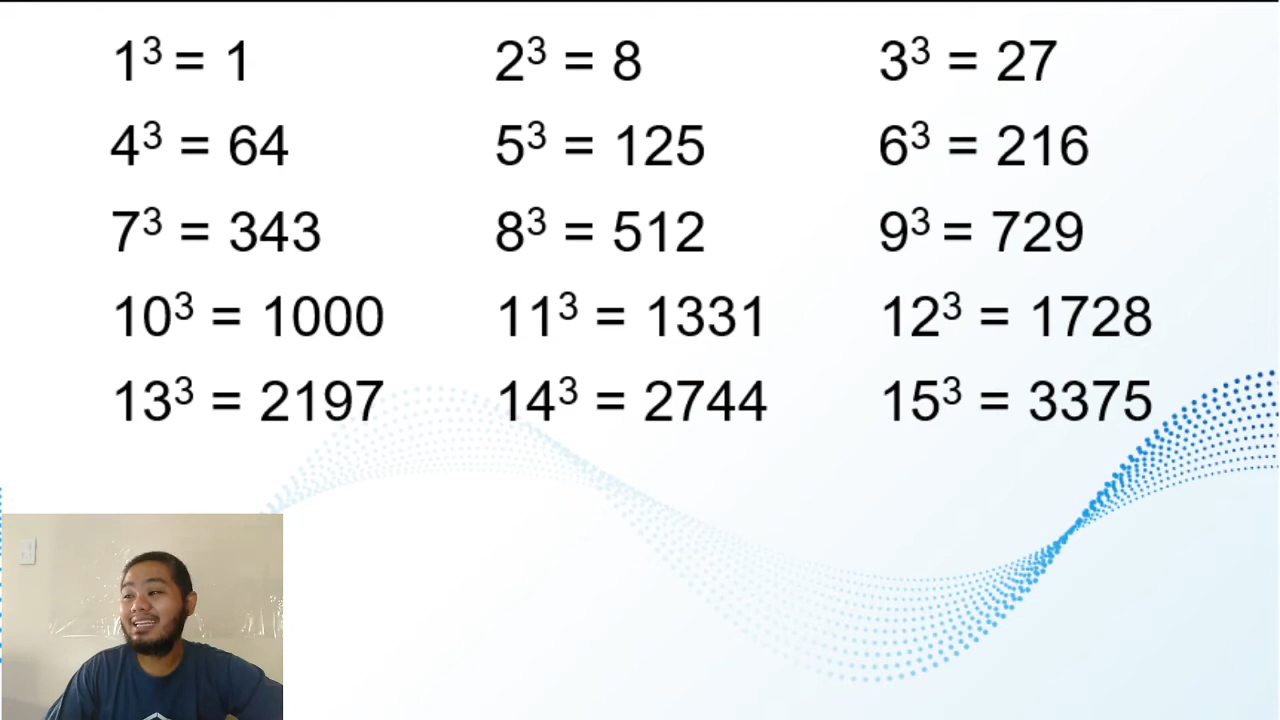 1³ = 1 2³ = 8 3³ = 27
4³ = 64 5³ = 125 6³ = 216
7³ = 343 8³ = 512 9³ = 729
10³ = 1000 11³ = 1331 12³ = 1728
13³ = 2197 14³ = 2744 15³ = 3375